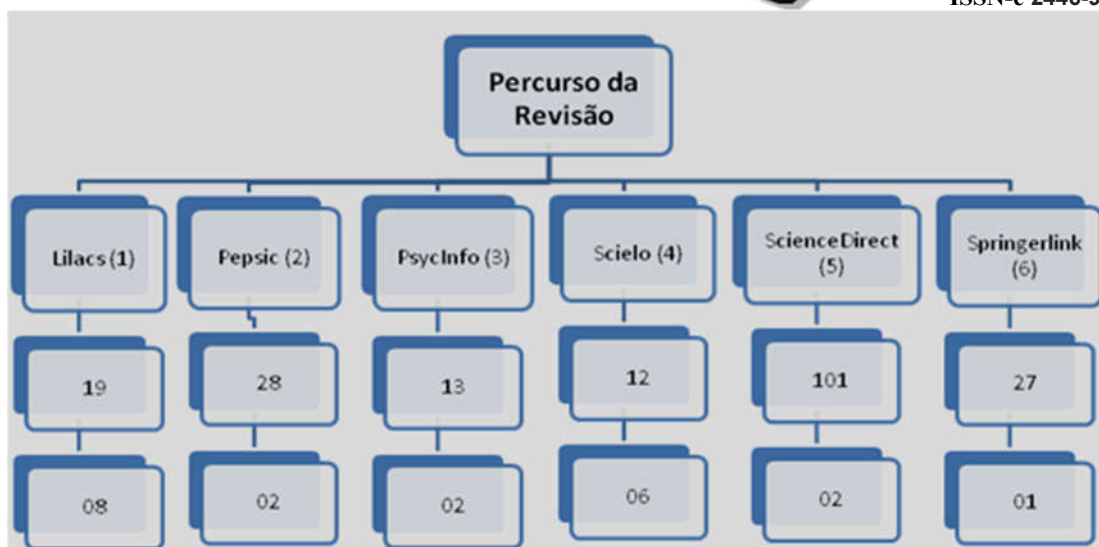 Percurso da
Revisão
Lilacs (1)
Pepsic (2)
PsycInfo (3)
Scielo (4)
ScienceDirect
(5)
Springerlink
(6)
19
28
13
12
101
27
08
02
02
06
02
01